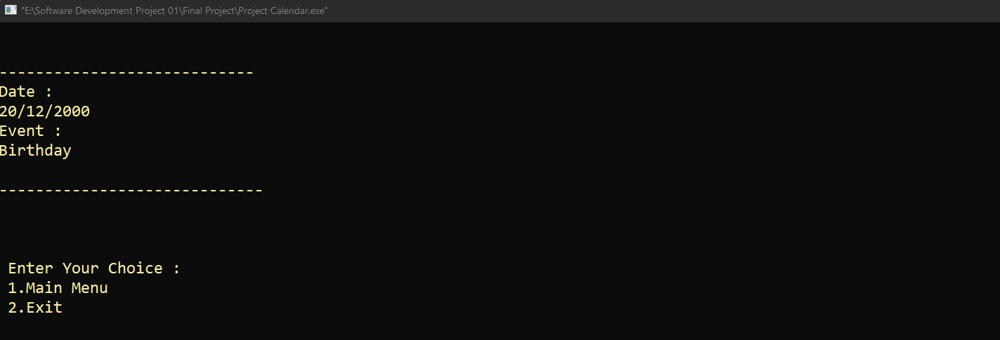 "E:\Software Development Project 01\Final Project\Project Calendar.exe"
----------------------------
Date :
20/12/2000
Event :
Birthday
-----------------------------
Enter Your Choice :
1.Main Menu
2.Exit